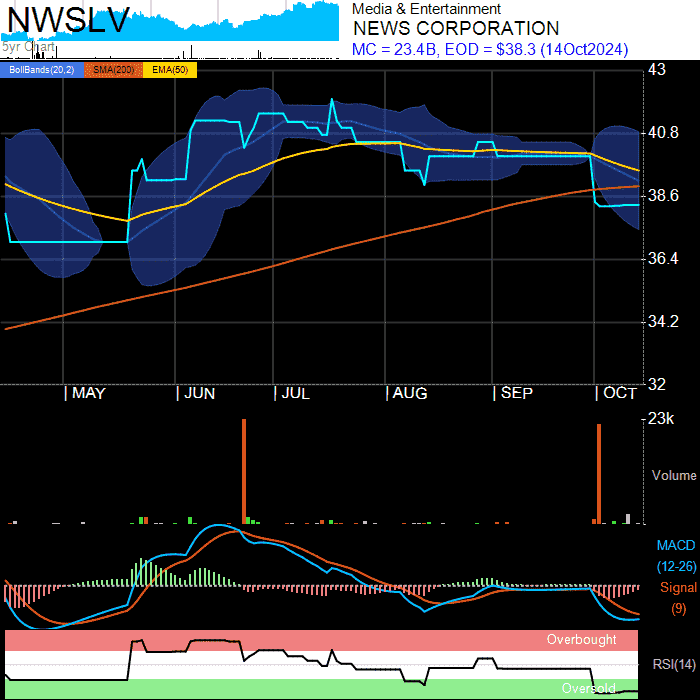 NWSLV
5yr Chart
Media & Entertainment
NEWS CORPORATION
MC = 23.4B, EOD = $38.3 (14Oct2024)
BollBands(20,2) SMA(200) EMA(50)
43
40.8
38.6
36.4
34.2
32
| MAY | JUN | JUL | AUG | SEP | OCT
23k
Volume
MACD
(12-26)
Signal
(9)
Overbought
RSI(14)
Oversold